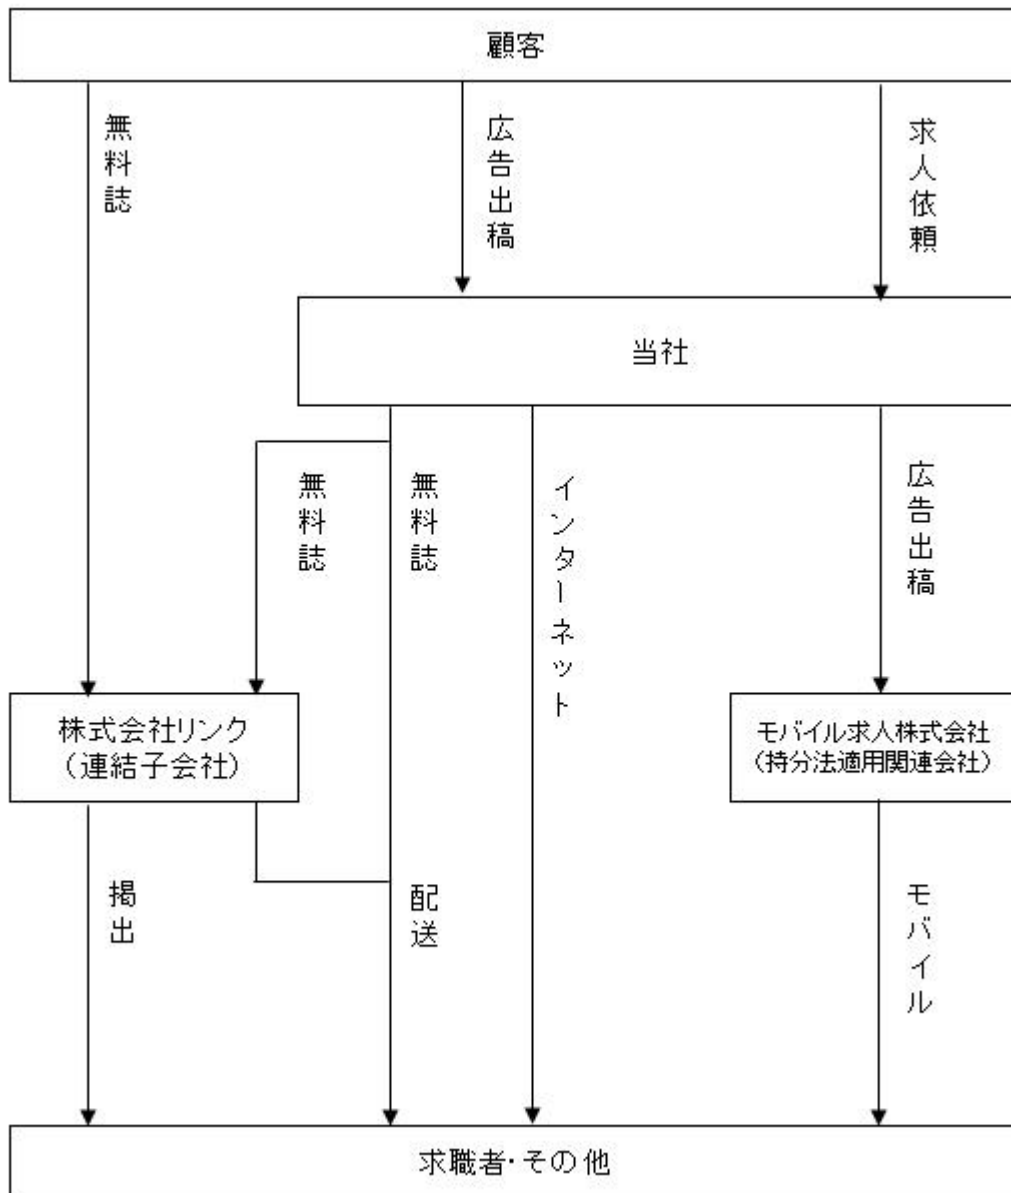 顧客
無料誌
広告出稿
求人依頼
当社
無料誌
無料誌
インターネット
広告出稿
株式会社リンク
（連結子会社）
モバイル求人株式会社
（持分法適用関連会社）
掲出
配送
モバイル
求職者・その他